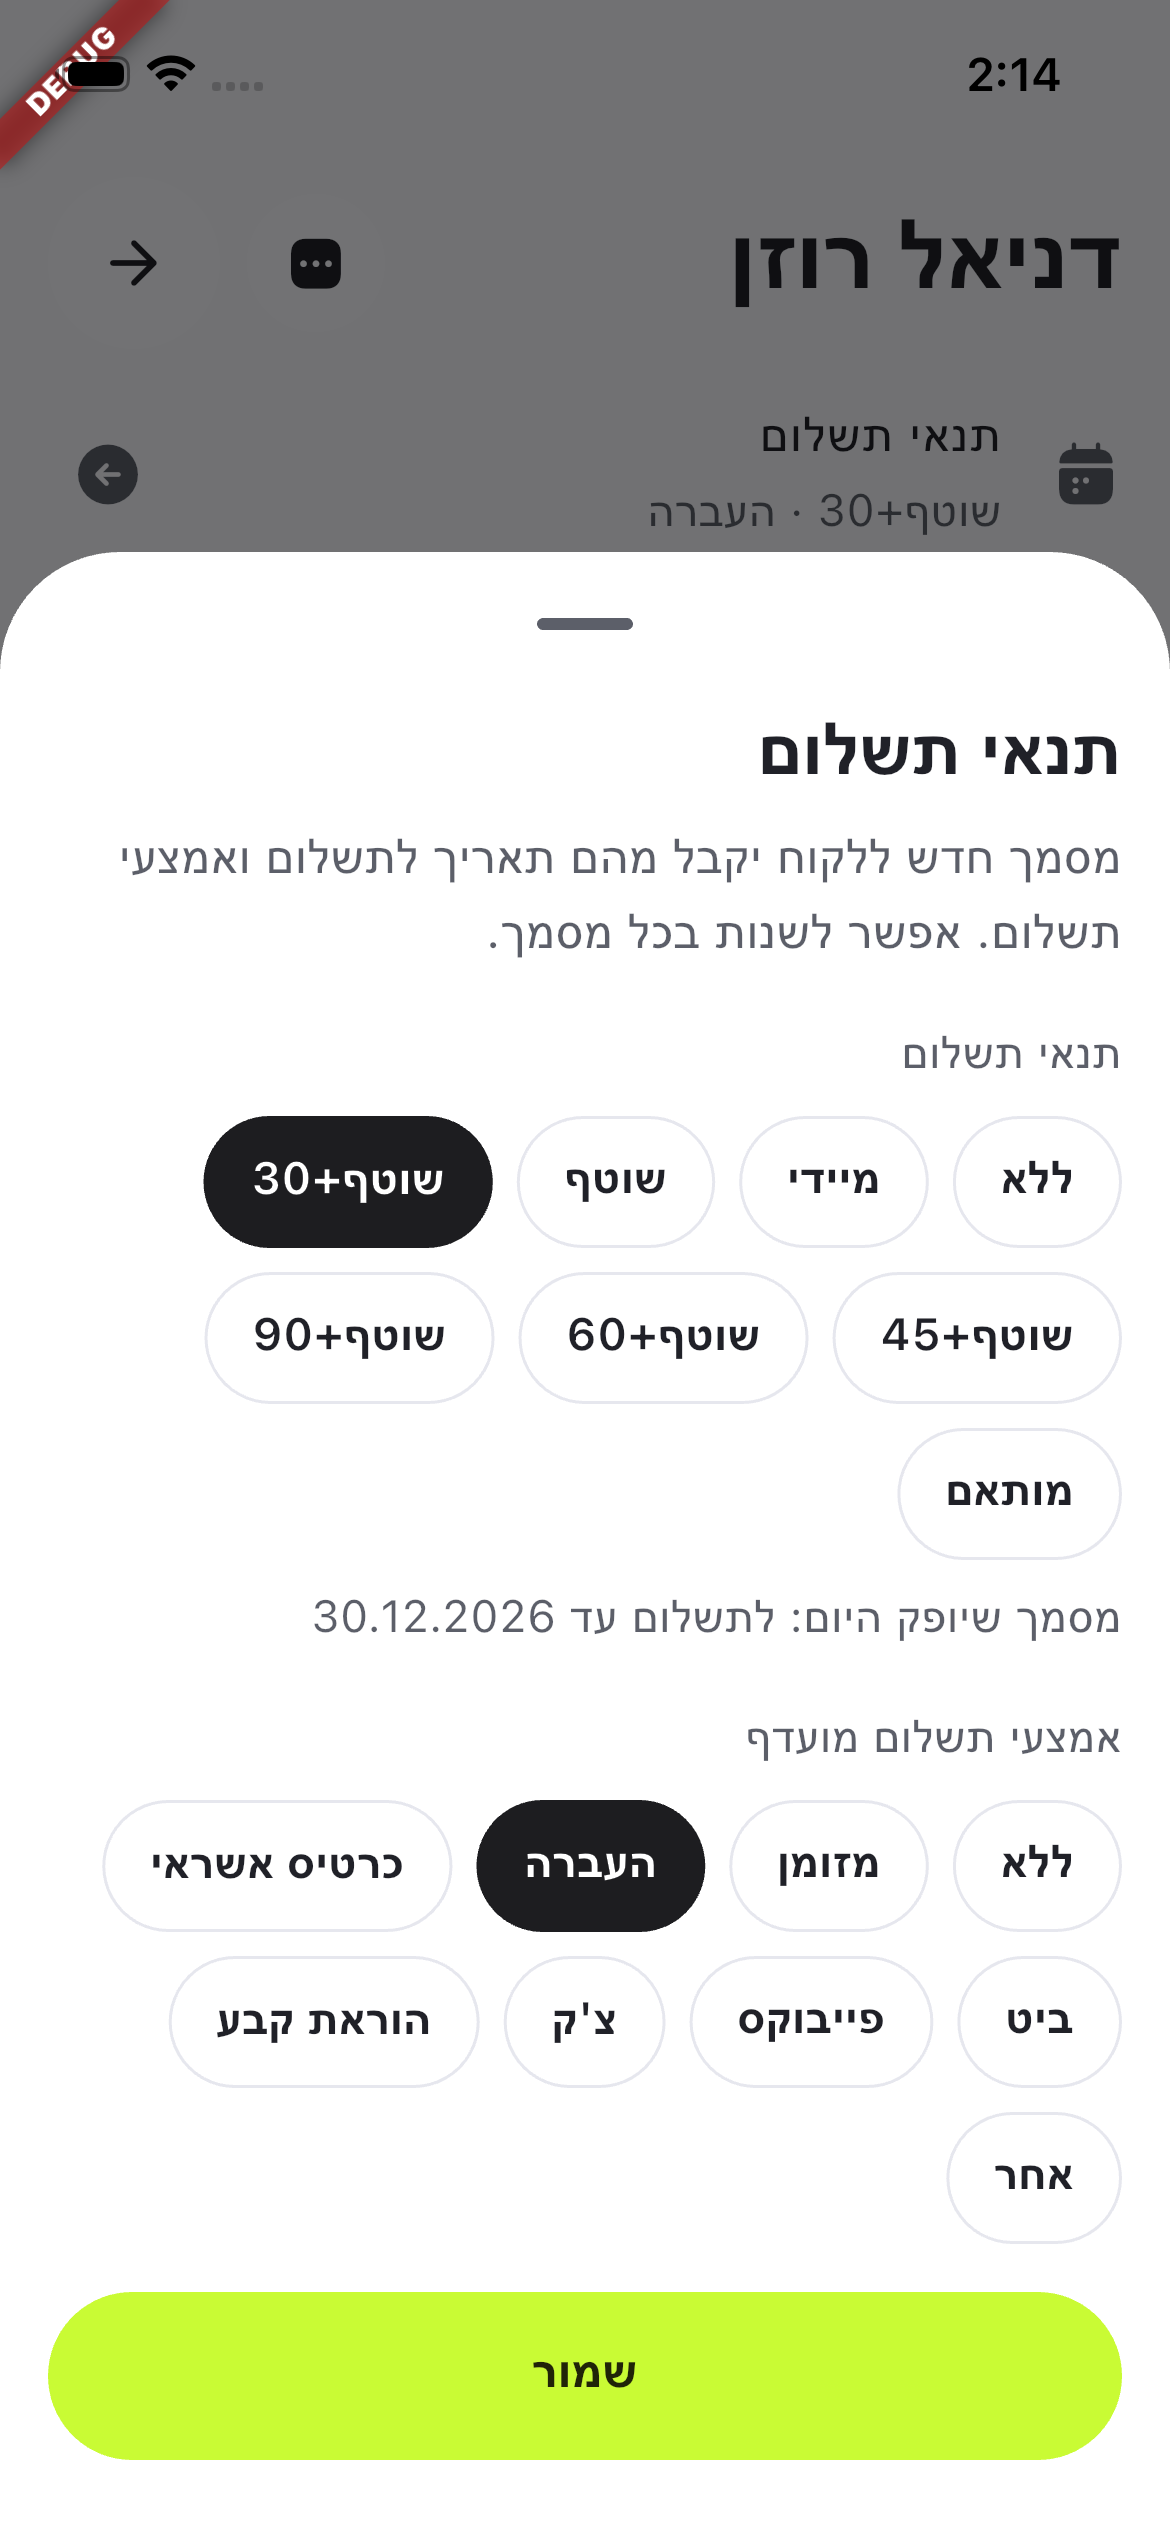 DEBUG
2:14
דניאל רוזן
תנאי תשלום
שוטף+30 · העברה
תנאי תשלום
מסמך חדש ללקוח יקבל מהם תאריך לתשלום ואמצעי
תשלום. אפשר לשנות בכל מסמך.
תנאי תשלום
ללא מיידי שוטף שוטף+30
שוטף+45 שוטף+60 שוטף+90
מותאם
מסמך שיופק היום: לתשלום עד 30.12.2026
אמצעי תשלום מועדף
ללא מזומן העברה כרטיס אשראי
ביט פייבוקס צ'ק הוראת קבע
אחר
שמור